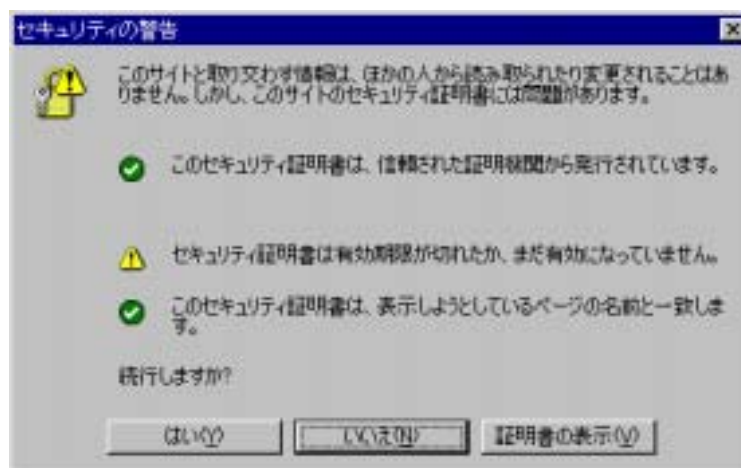 セキュリティの警告
このサイトと取り交わす情報は、ほかの人から読み取られたり変更されることはあ
りません。しかし、このサイトのセキュリティ証明書には問題があります。
このセキュリティ証明書は、信頼された証明機関から発行されています。
セキュリティ証明書は有効期限が切れたか、まだ有効になっていません。
このセキュリティ証明書は、表示しようとしているページの名前と一致しま
す。
続行しますか?
はい(Y) いいえ(N) 証明書の表示(V)